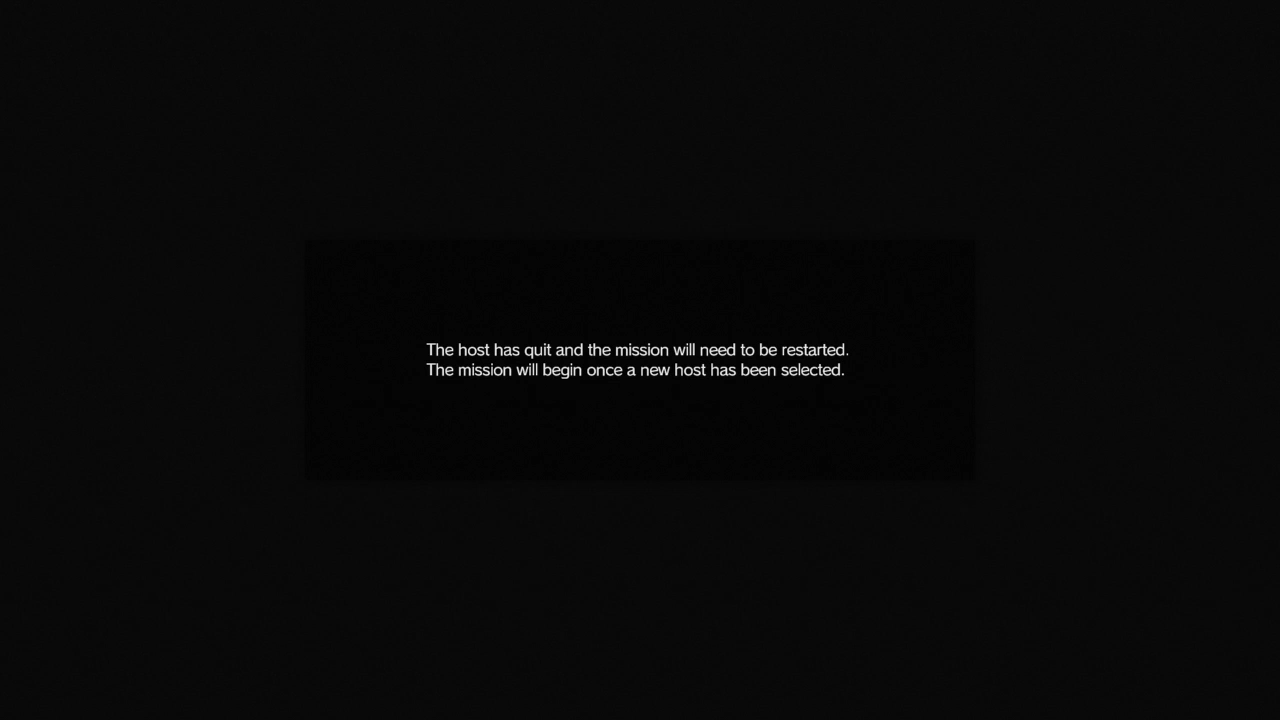 The host has quit and the mission will need to be restarted.
The mission will begin once a new host has been selected.